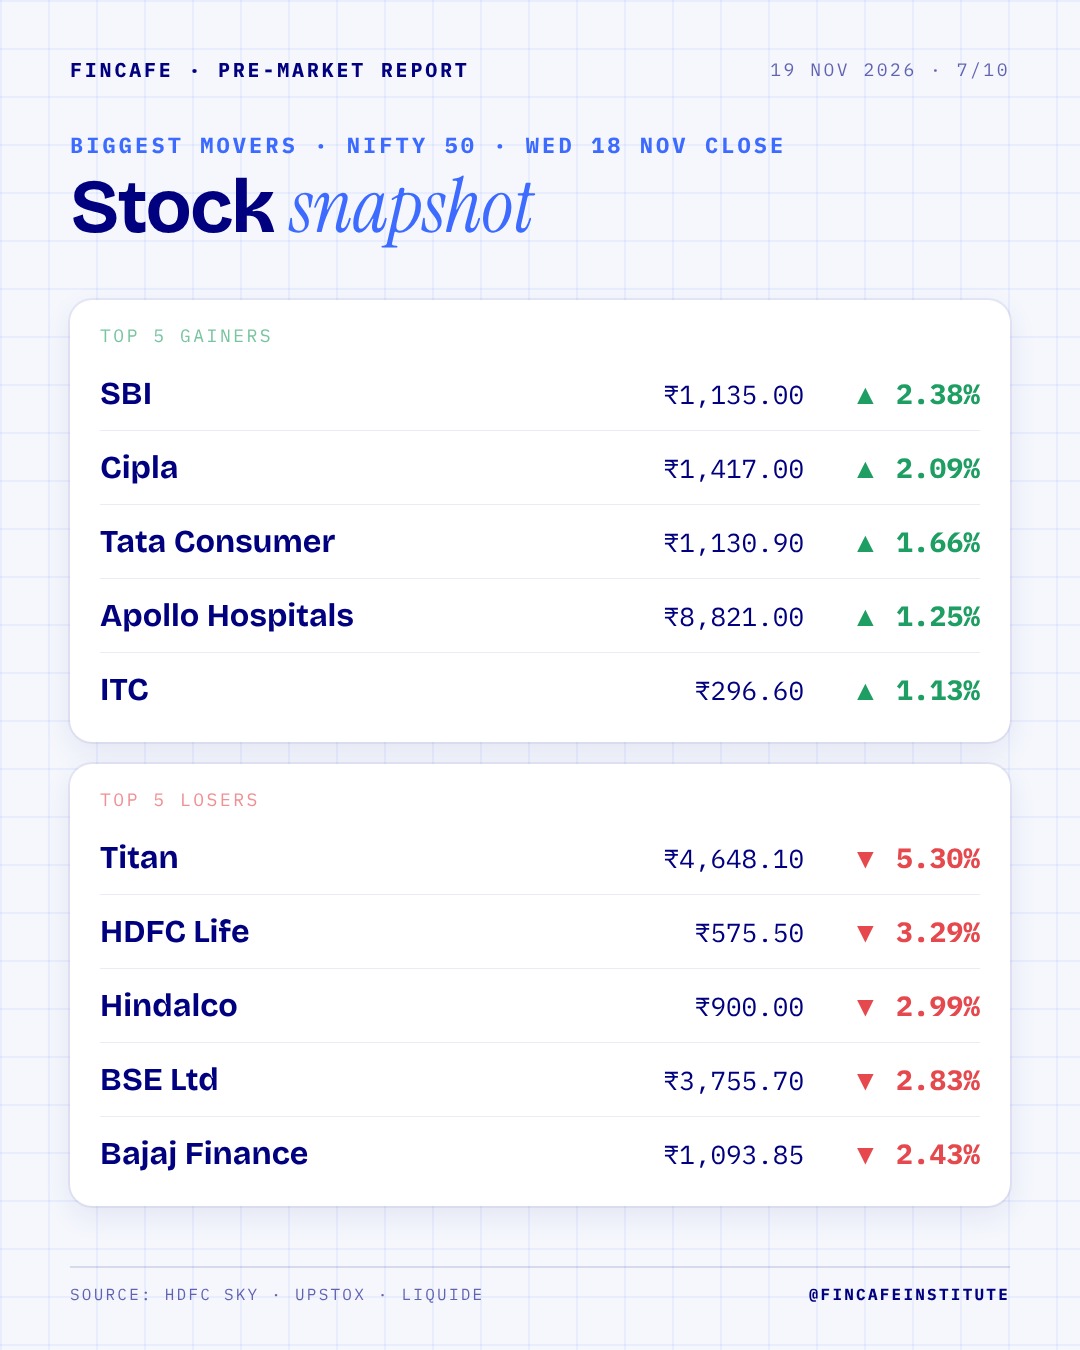 FINCAFE · PRE-MARKET REPORT
19 NOV 2026 · 7/10
BIGGEST MOVERS · NIFTY 50 · WED 18 NOV CLOSE
Stock snapshot
TOP 5 GAINERS
SBI ₹1,135.00 ▲ 2.38%
Cipla ₹1,417.00 ▲ 2.09%
Tata Consumer ₹1,130.90 ▲ 1.66%
Apollo Hospitals ₹8,821.00 ▲ 1.25%
ITC ₹296.60 ▲ 1.13%
TOP 5 LOSERS
Titan ₹4,648.10 ▼ 5.30%
HDFC Life ₹575.50 ▼ 3.29%
Hindalco ₹900.00 ▼ 2.99%
BSE Ltd ₹3,755.70 ▼ 2.83%
Bajaj Finance ₹1,093.85 ▼ 2.43%
SOURCE: HDFC SKY · UPSTOX · LIQUIDE
@FINCAFEINSTITUTE